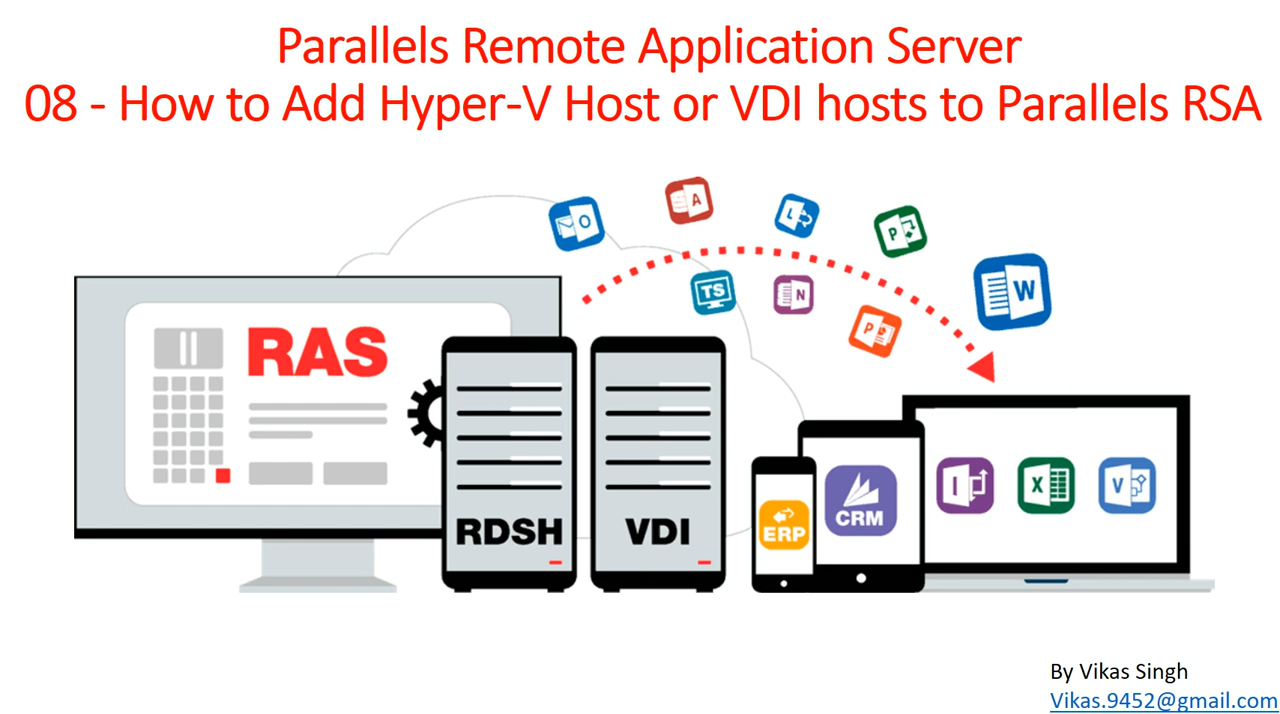 Parallels Remote Application Server
08 - How to Add Hyper-V Host or VDI hosts to Parallels RSA
O
A
L
P
W
TS
N
P
RAS
RDSH
VDI
ERP
CRM
I
X
V
By Vikas Singh
Vikas.9452@gmail.com